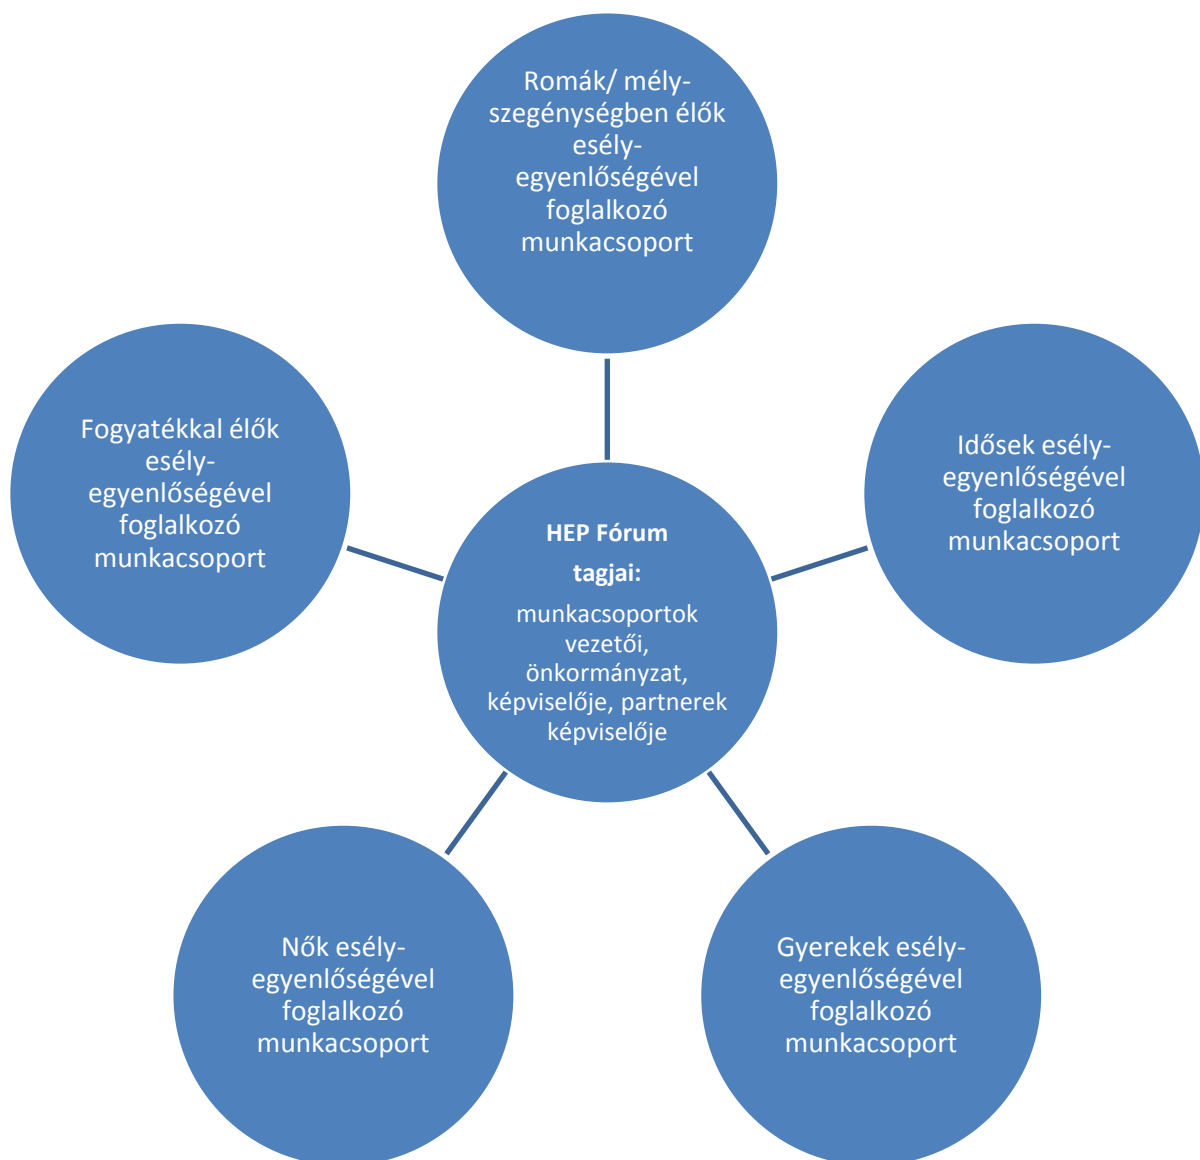 Romák/ mély-
szegénységben élők
esély-
egyenlőségével
foglalkozó
munkacsoport
Fogyatékkal élők
esély-
egyenlőségével
foglalkozó
munkacsoport
Idősek esély-
egyenlőségével
foglalkozó
munkacsoport
HEP Fórum
tagjai:
munkacsoportok
vezetői,
önkormányzat,
képviselője, partnerek
képviselője
Nők esély-
egyenlőségével
foglalkozó
munkacsoport
Gyerekek esély-
egyenlőségével
foglalkozó
munkacsoport